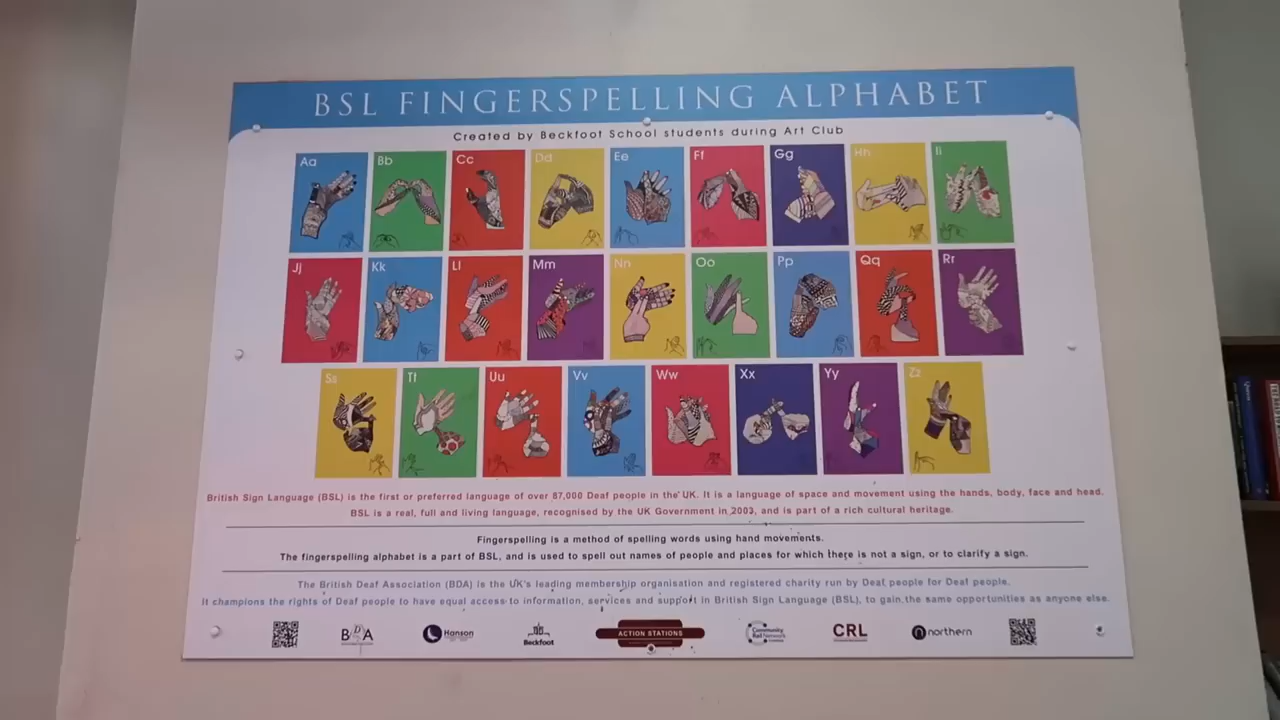 BSL FINGERSPELLING ALPHABET
Created by Beckfoot School students during Art Club
Aa Bb Cc Dd Ee Ff Gg Hh Ii
Jj Kk Ll Mm Nn Oo Pp Qq Rr
Ss Tt Uu Vv Ww Xx Yy Zz
British Sign Language (BSL) is the first or preferred language of over 87,000 Deaf people in the UK. It is a language of space and movement using the hands, body, face and head.
BSL is a real, full and living language, recognised by the UK Government in 2003, and is part of a rich cultural heritage.
Fingerspelling is a method of spelling words using hand movements.
The fingerspelling alphabet is a part of BSL, and is used to spell out names of people and places for which there is not a sign, or to clarify a sign.
The British Deaf Association (BDA) is the UK's leading membership organisation and registered charity run by Deaf people for Deaf people.
It champions the rights of Deaf people to have equal access to information, services and support in British Sign Language (BSL), to gain the same opportunities as anyone else.
BDA Hanson Beckfoot ACTION STATIONS Community Rail Network CRL northern